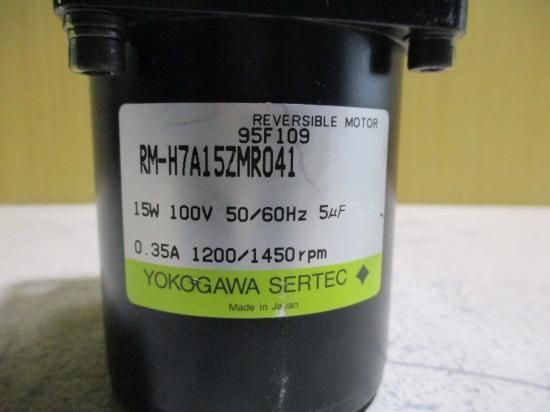 REVERSIBLE MOTOR
95F109
RM-H7A15ZMR041
15W 100V 50/60Hz 5µF
0.35A 1200/1450rpm
YOKOGAWA SERTEC
Made in Japan